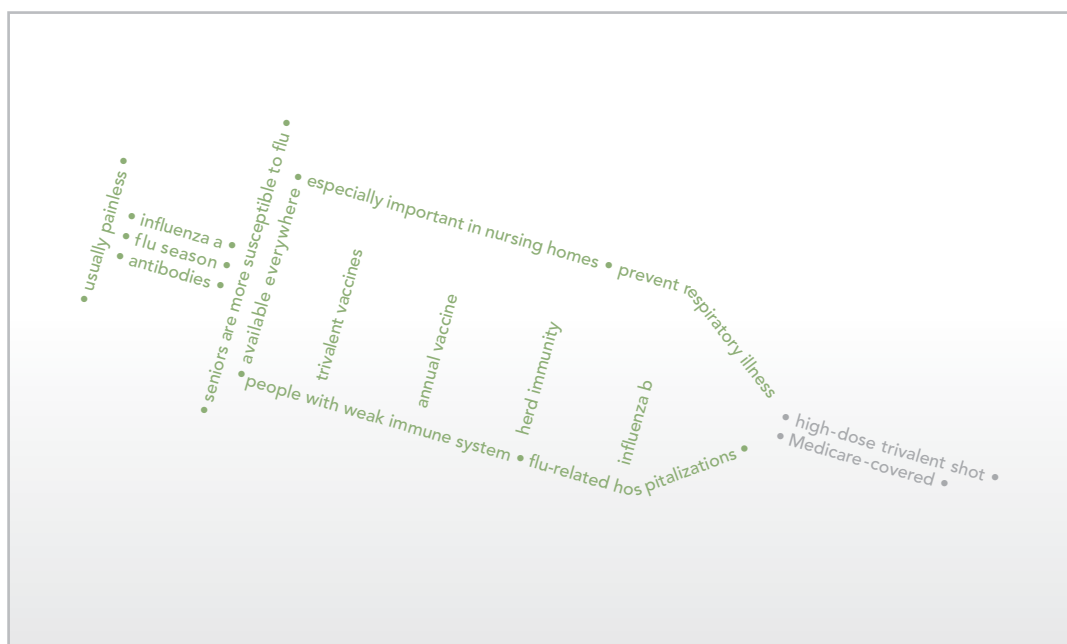 usually painless
influenza a
flu season
antibodies
seniors are more susceptible to flu
available everywhere
especially important in nursing homes
prevent respiratory illness
trivalent vaccines
annual vaccine
herd immunity
influenza b
people with weak immune system
flu-related hospitalizations
high-dose trivalent shot
Medicare-covered